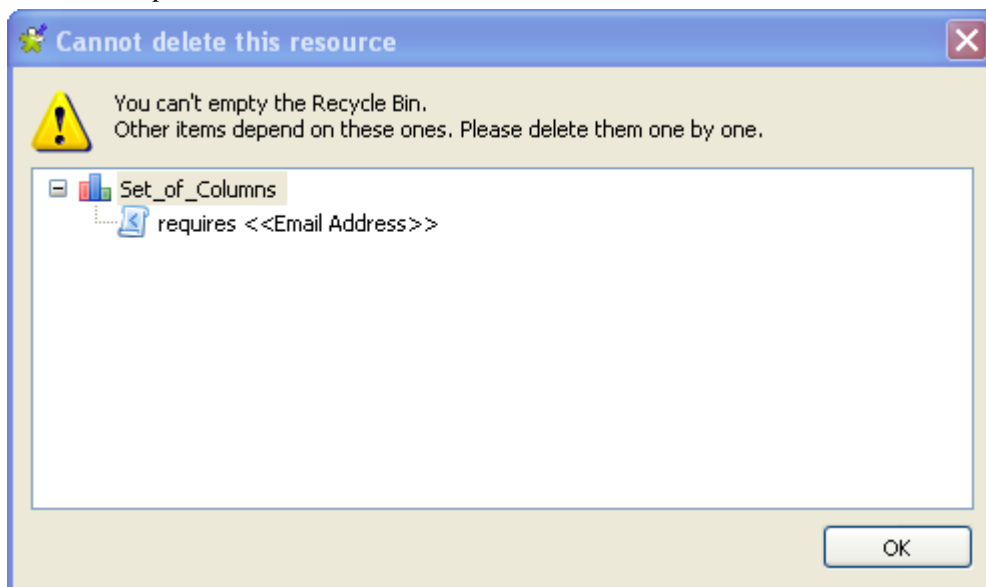 Cannot delete this resource
You can't empty the Recycle Bin.
Other items depend on these ones. Please delete them one by one.
Set_of_Columns
requires <<Email Address>>
OK